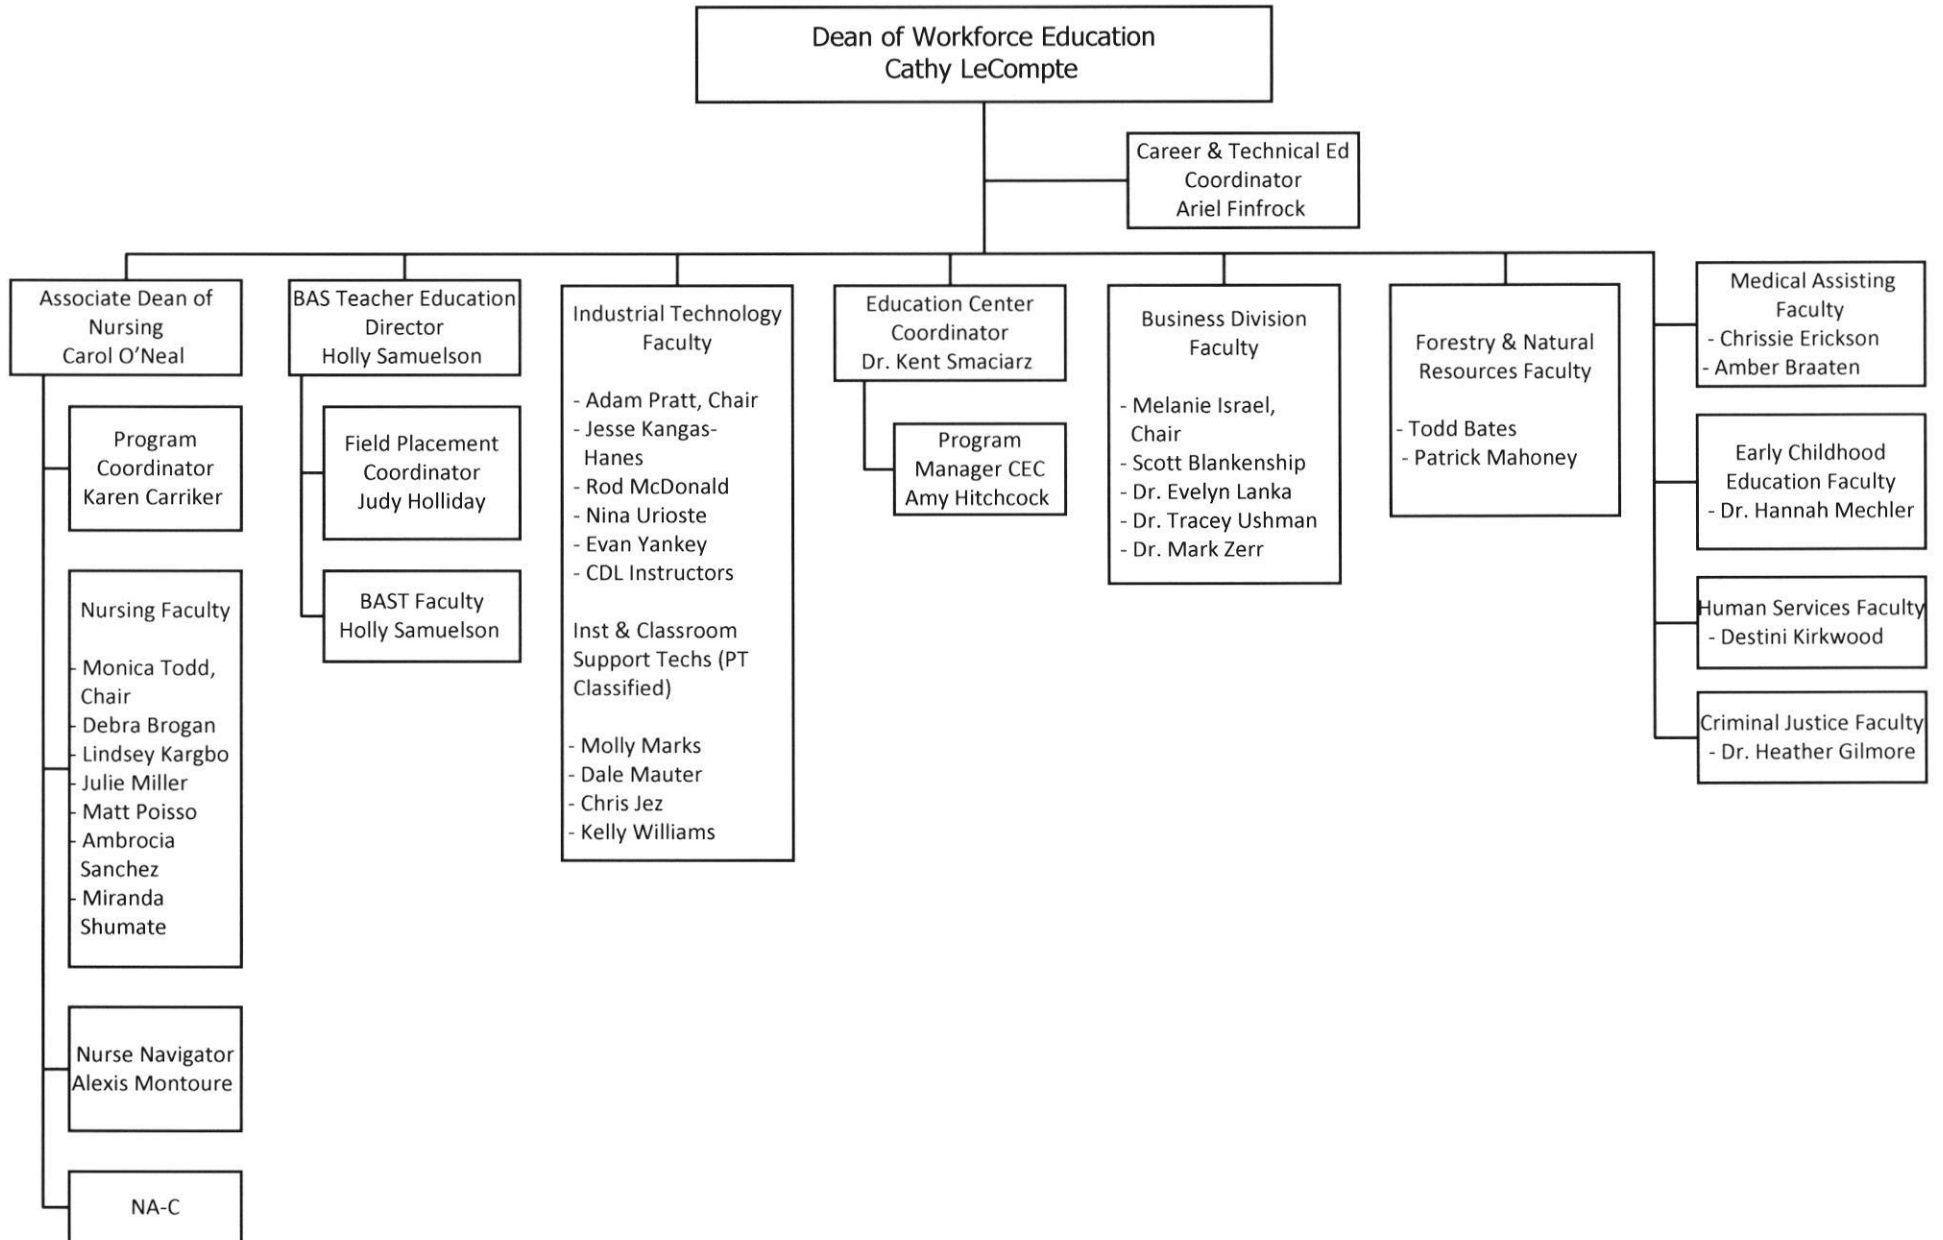 Dean of Workforce Education
Cathy LeCompte
Career & Technical Ed
Coordinator
Ariel Finfrock
Associate Dean of
Nursing
Carol O'Neal
Program
Coordinator
Karen Carriker
Nursing Faculty
- Monica Todd,
Chair
- Debra Brogan
- Lindsey Kargbo
- Julie Miller
- Matt Poisso
- Ambrocia
Sanchez
- Miranda
Shumate
Nurse Navigator
Alexis Montoure
NA-C
BAS Teacher Education
Director
Holly Samuelson
Field Placement
Coordinator
Judy Holliday
BAST Faculty
Holly Samuelson
Industrial Technology
Faculty
- Adam Pratt, Chair
- Jesse Kangas-
Hanes
- Rod McDonald
- Nina Urioste
- Evan Yankey
- CDL Instructors
Inst & Classroom
Support Techs (PT
Classified)
- Molly Marks
- Dale Mauter
- Chris Jez
- Kelly Williams
Education Center
Coordinator
Dr. Kent Smaciarz
Program
Manager CEC
Amy Hitchcock
Business Division
Faculty
- Melanie Israel,
Chair
- Scott Blankenship
- Dr. Evelyn Lanka
- Dr. Tracey Ushman
- Dr. Mark Zerr
Forestry & Natural
Resources Faculty
- Todd Bates
- Patrick Mahoney
Medical Assisting
Faculty
- Chrissie Erickson
- Amber Braaten
Early Childhood
Education Faculty
- Dr. Hannah Mechler
Human Services Faculty
- Destini Kirkwood
Criminal Justice Faculty
- Dr. Heather Gilmore